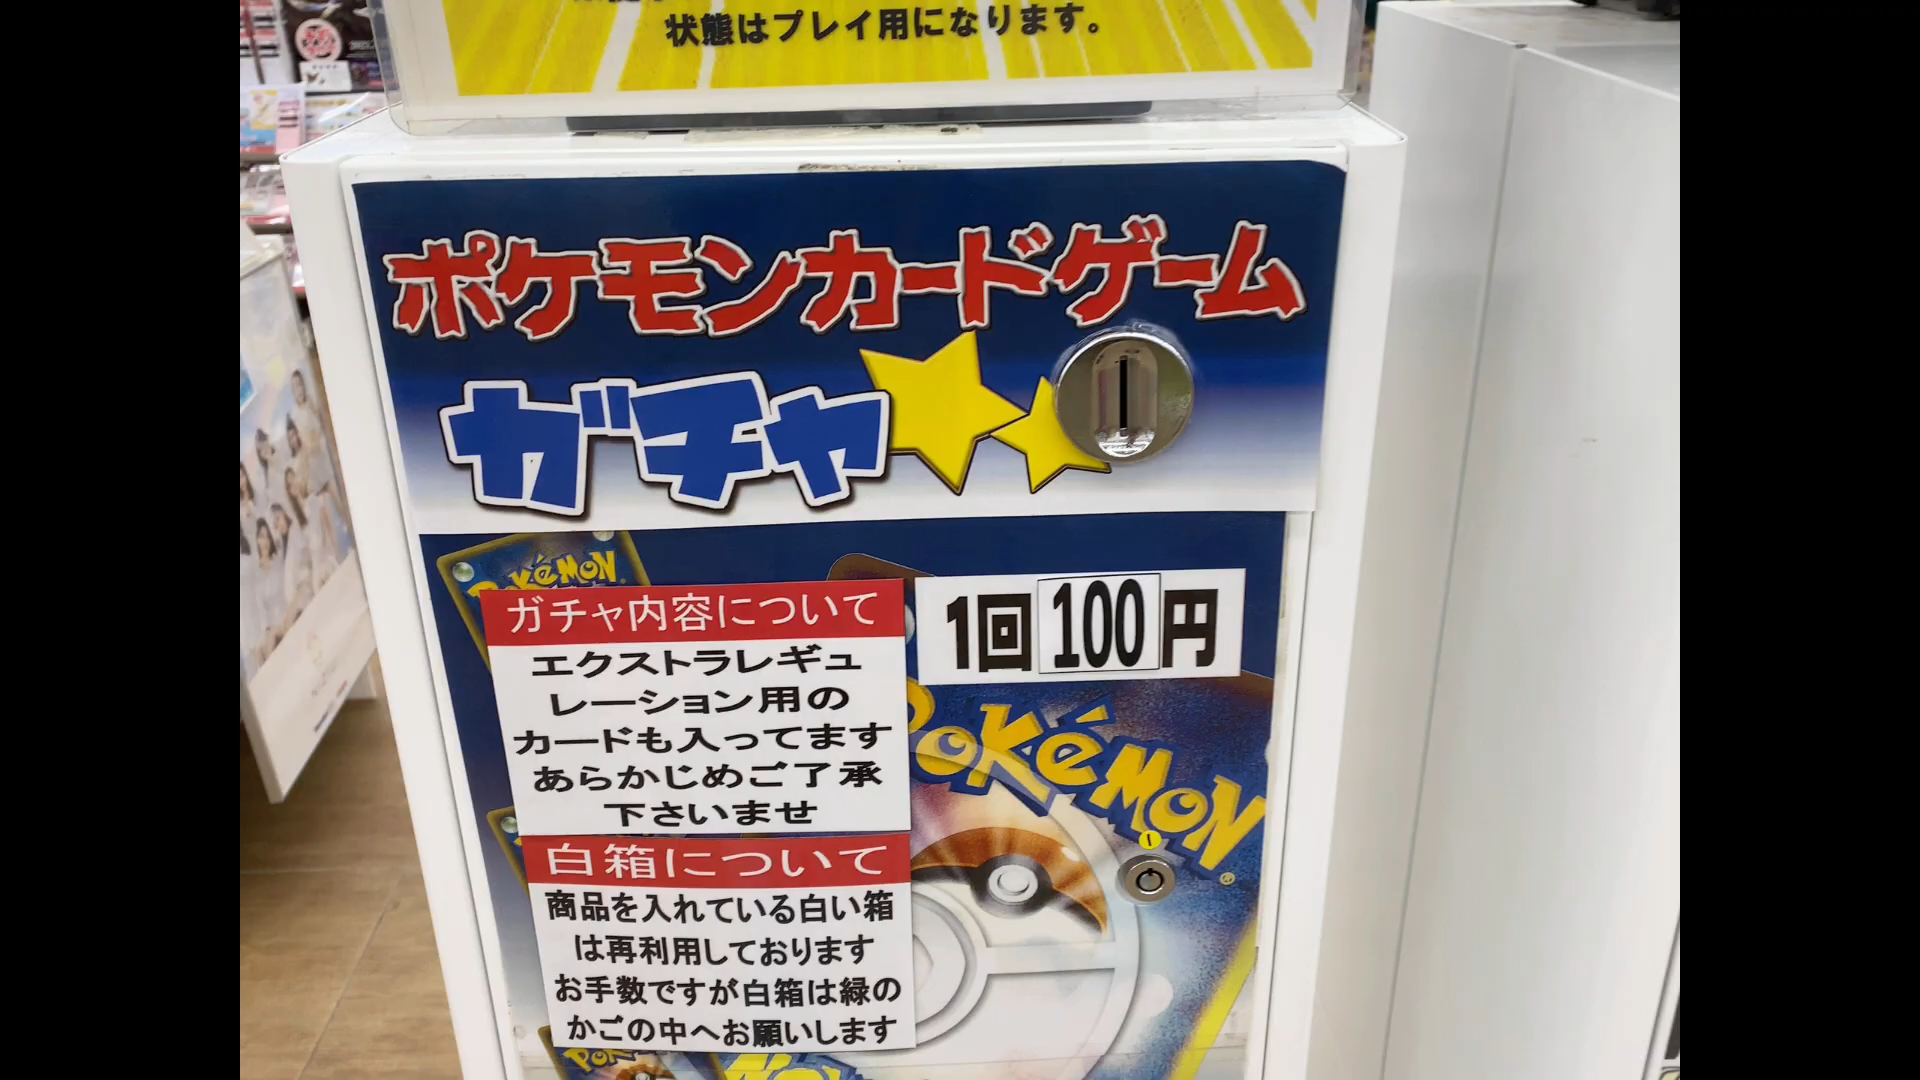 状態はプレイ用になります。
ポケモンカードゲーム
ガチャ
POKéMON
ガチャ内容について
エクストラレギュ
レーション用の
カードも入ってます
あらかじめご了承
下さいませ
1回100円
POKéMON
白箱について
商品を入れている白い箱
は再利用しております
お手数ですが白箱は緑の
かごの中へお願いします